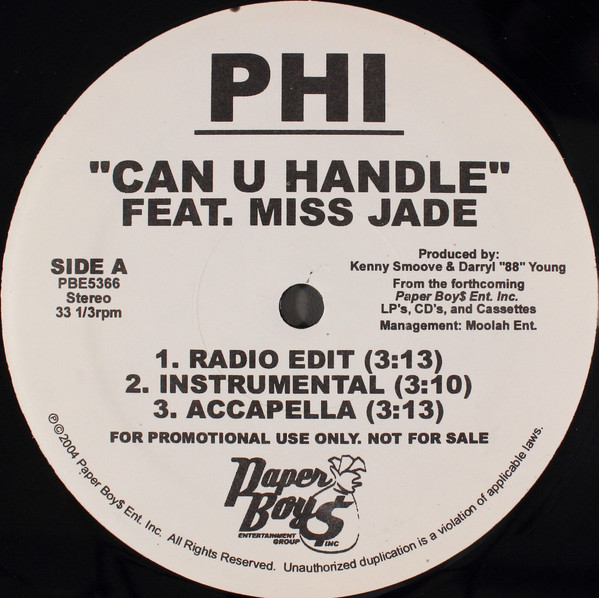 PHI
"CAN U HANDLE"
FEAT. MISS JADE
SIDE A
PBE5366
Stereo
33 1/3rpm
Produced by:
Kenny Smoove & Darryl "88" Young
From the forthcoming
Paper Boy$ Ent. Inc.
LP's, CD's, and Cassettes
Management: Moolah Ent.
1. RADIO EDIT (3:13)
2. INSTRUMENTAL (3:10)
3. ACCAPELLA (3:13)
FOR PROMOTIONAL USE ONLY. NOT FOR SALE
Paper
Boy$
ENTERTAINMENT
GROUP INC
℗©2004 Paper Boy$ Ent. Inc. All Rights Reserved. Unauthorized duplication is a violation of applicable laws.